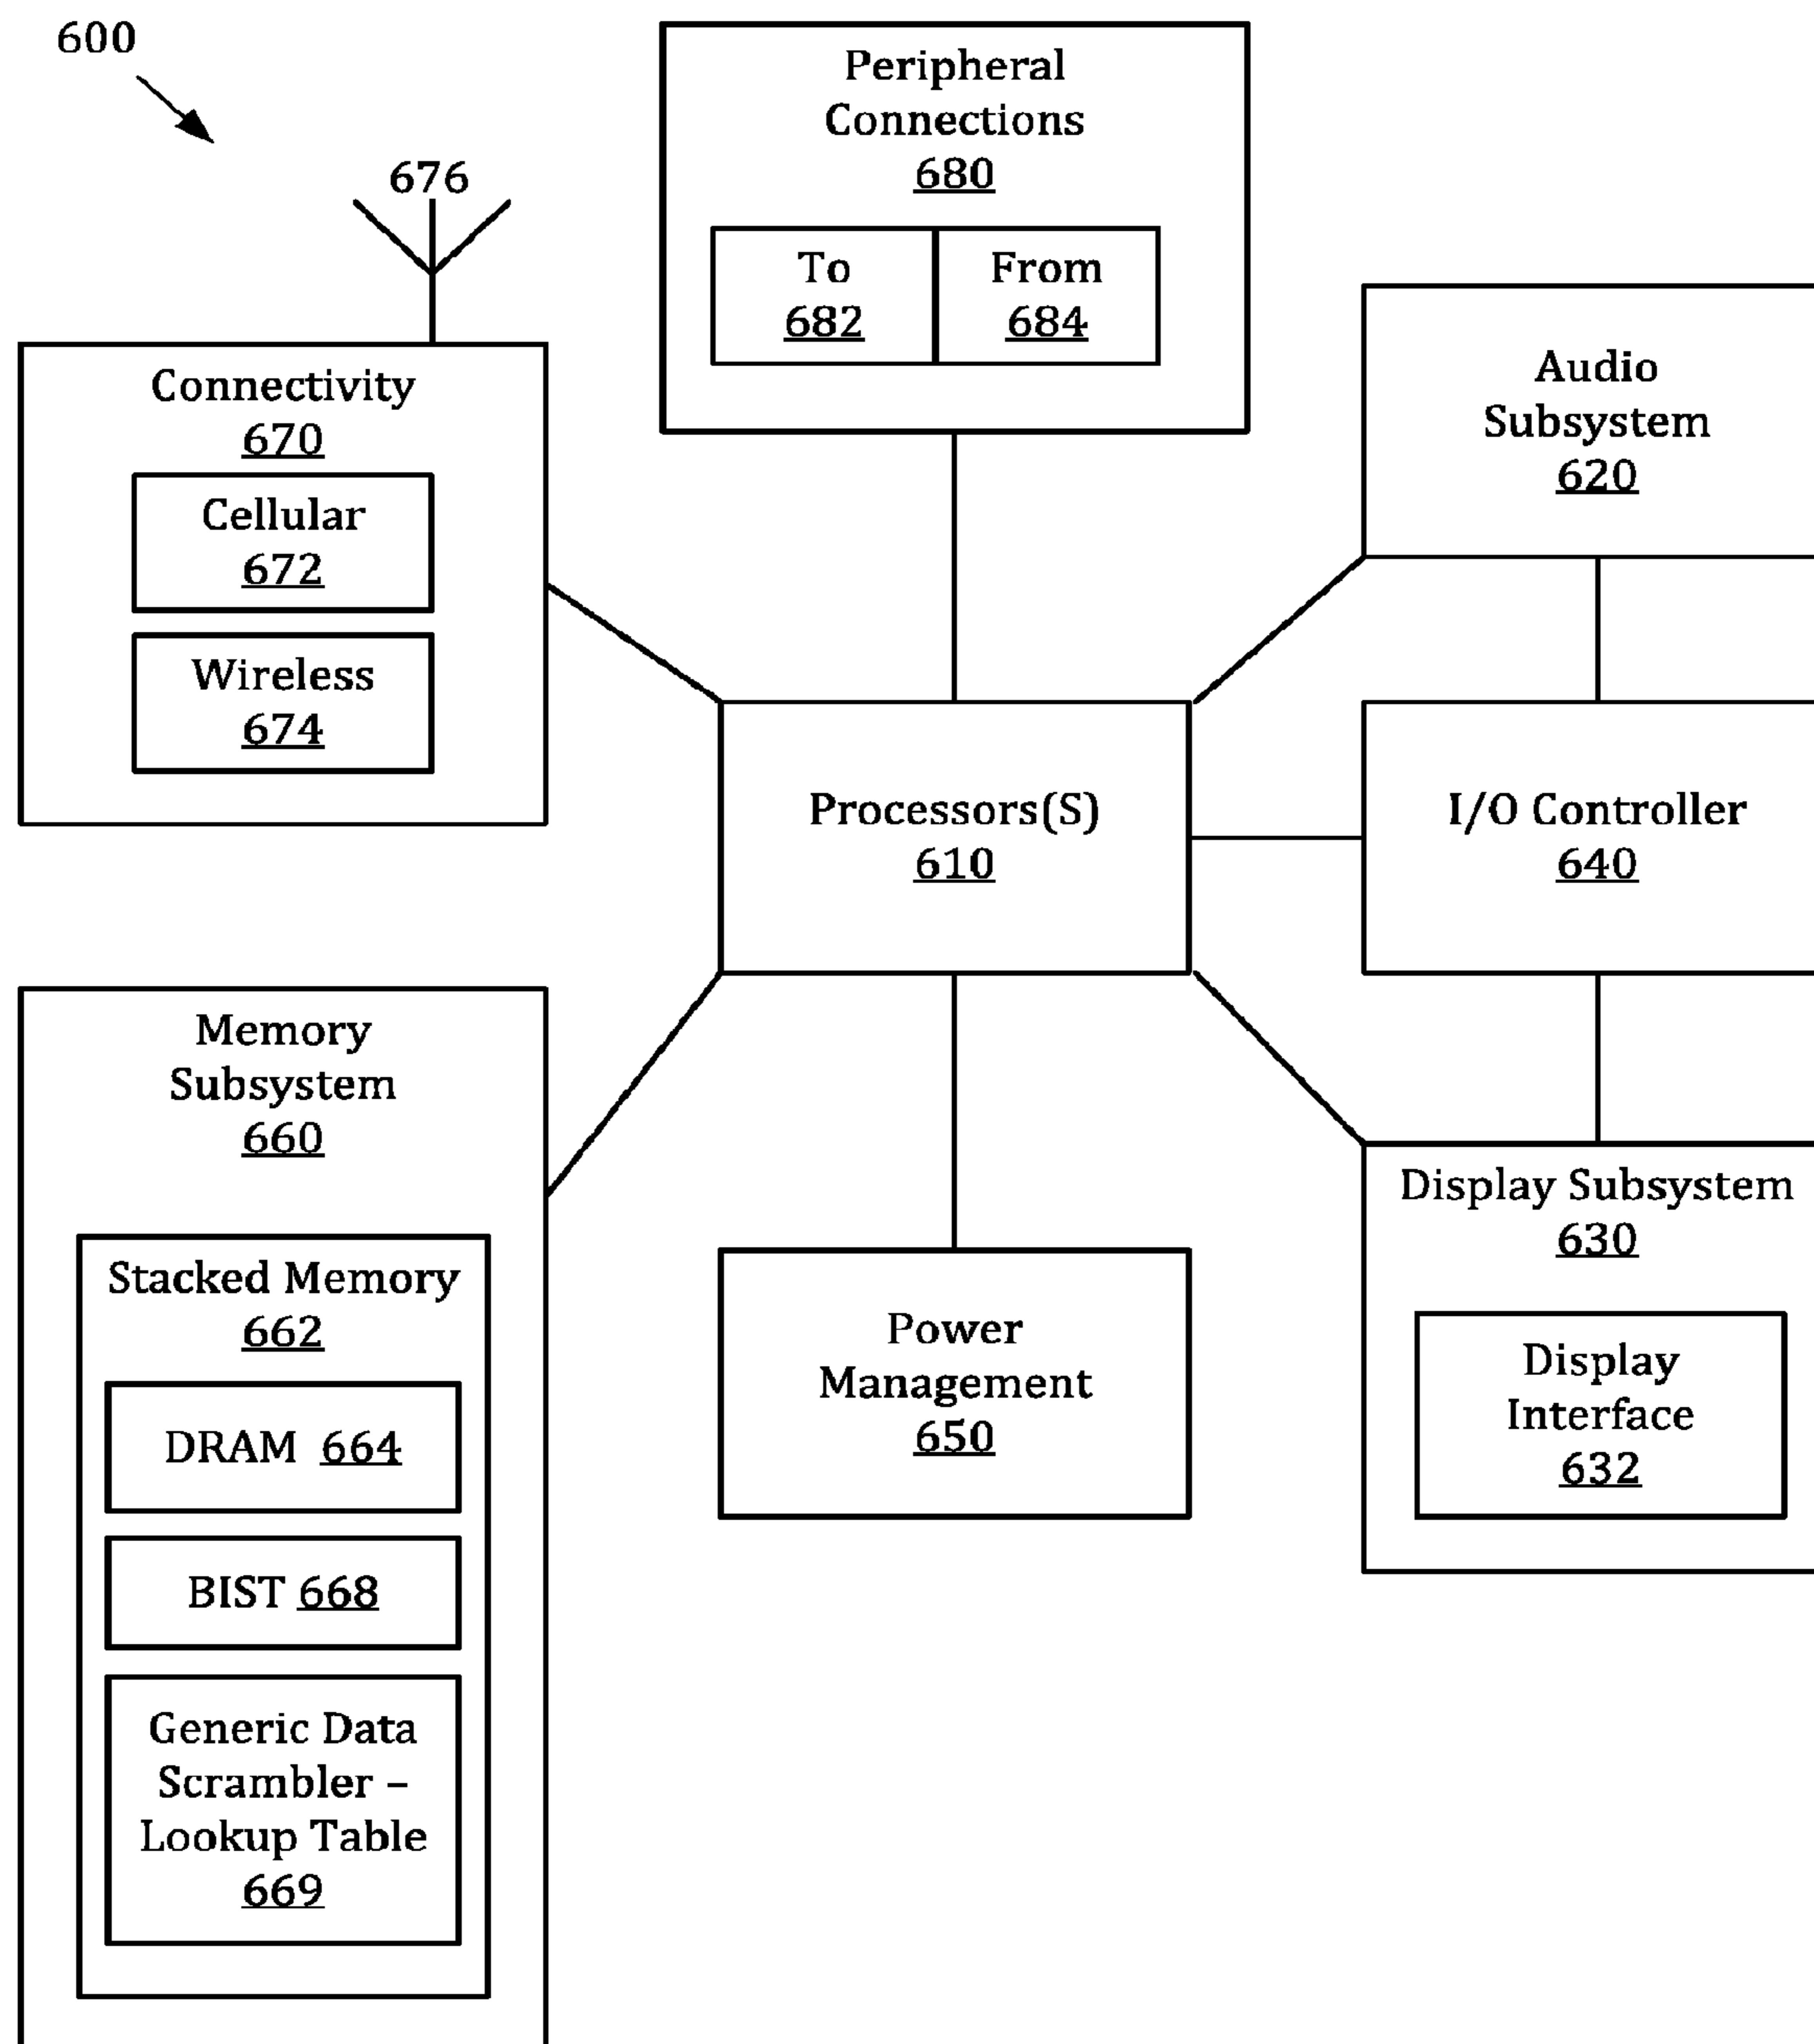 600
676
Peripheral
Connections
680
To
682
From
684
Connectivity
670
Cellular
672
Wireless
674
Audio
Subsystem
620
Processors(S)
610
I/O Controller
640
Memory
Subsystem
660
Stacked Memory
662
DRAM 664
BIST 668
Generic Data
Scrambler –
Lookup Table
669
Power
Management
650
Display Subsystem
630
Display
Interface
632